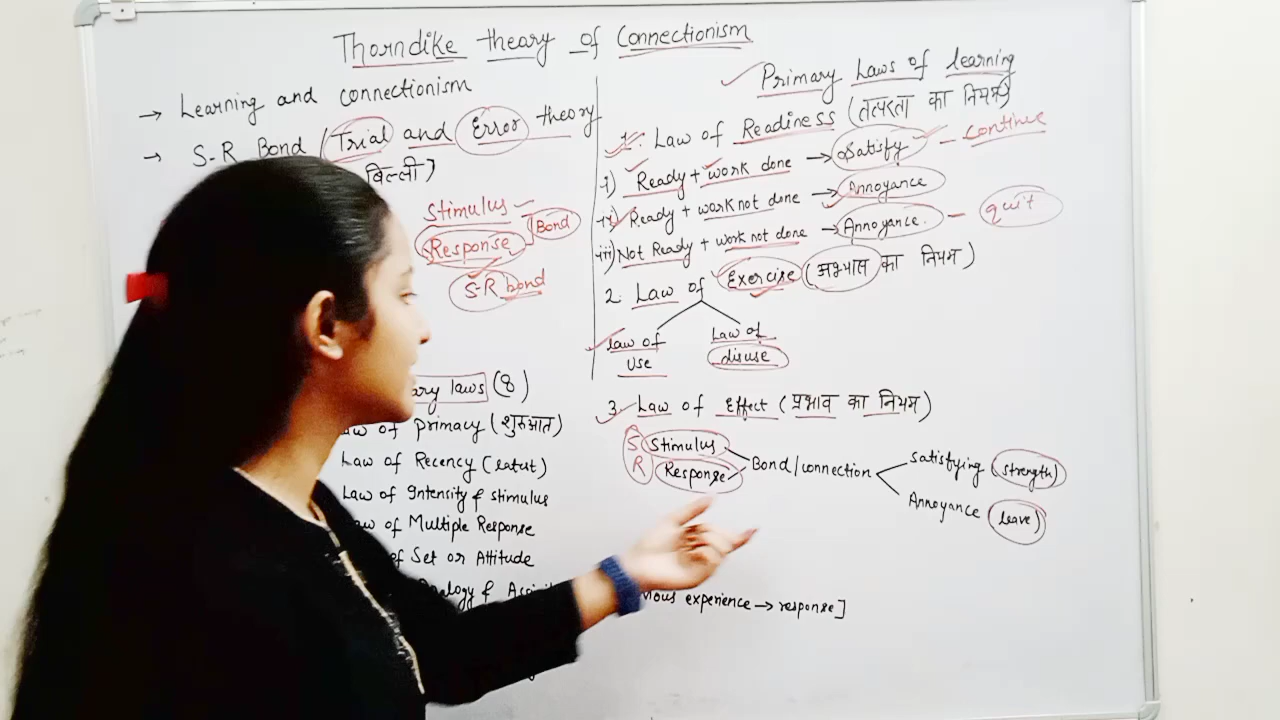 Thorndike theory of Connectionism
→ Learning and connectionism
→ S-R Bond / Trial and Error theory
बिल्ली)
Stimulus
Response
Bond
S-R bond
ary laws (8)
aw of primacy (शुरुआत)
Law of Recency (latut)
Law of Intensity of stimulus
aw of Multiple Response
of Set or Attitude
ious experience → response]
Primary Laws of learning
1. Law of Readiness (तत्परता का नियम)
i) Ready + work done → Satisfy - continue
ii) Ready + work not done → Annoyance
iii) Not Ready + work not done → Annoyance. - quit
2. Law of Exercise (अभ्यास का नियम)
Law of Use
Law of disuse
3. Law of Effect (प्रभाव का नियम)
S Stimulus
R Response
Bond/connection
Satisfying (strength)
Annoyance (leave)